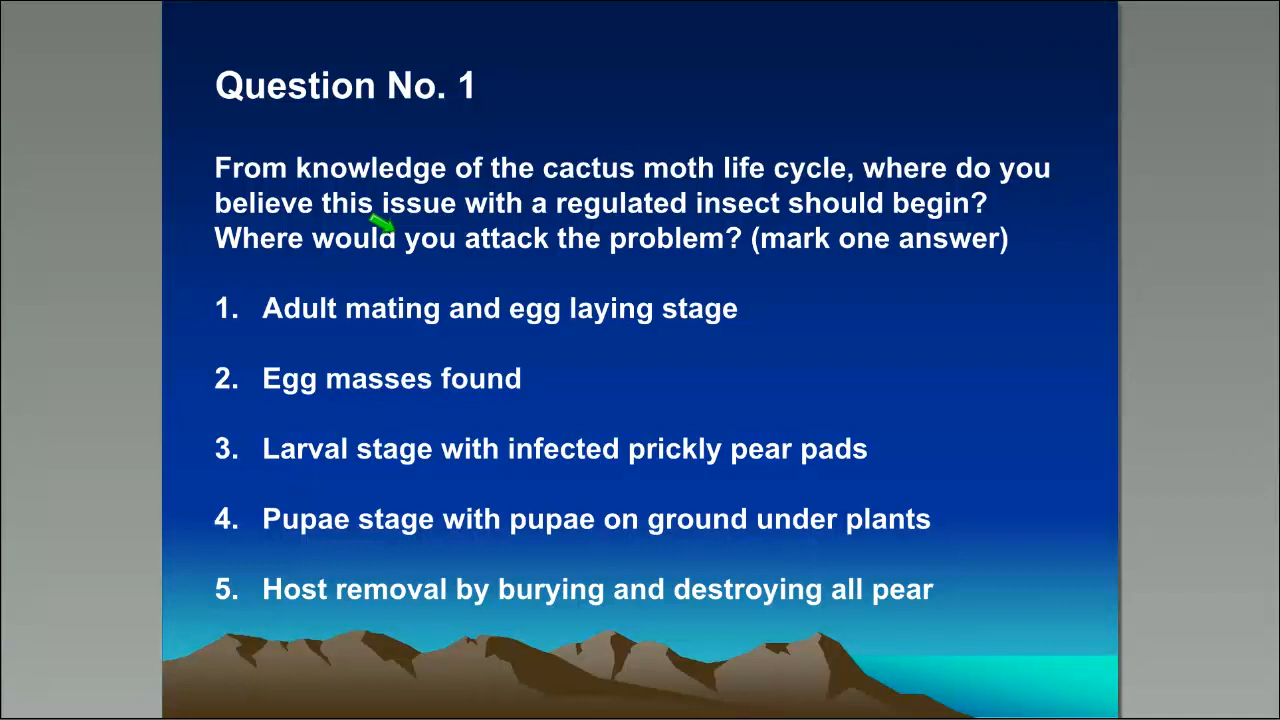 Question No. 1
From knowledge of the cactus moth life cycle, where do you
believe this issue with a regulated insect should begin?
Where would you attack the problem? (mark one answer)
1. Adult mating and egg laying stage
2. Egg masses found
3. Larval stage with infected prickly pear pads
4. Pupae stage with pupae on ground under plants
5. Host removal by burying and destroying all pear